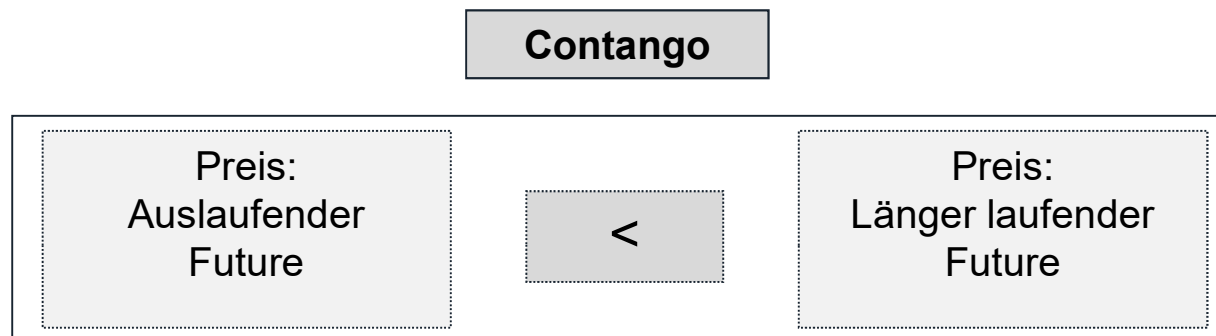 Contango
Preis:
Auslaufender
Future
<
Preis:
Länger laufender
Future